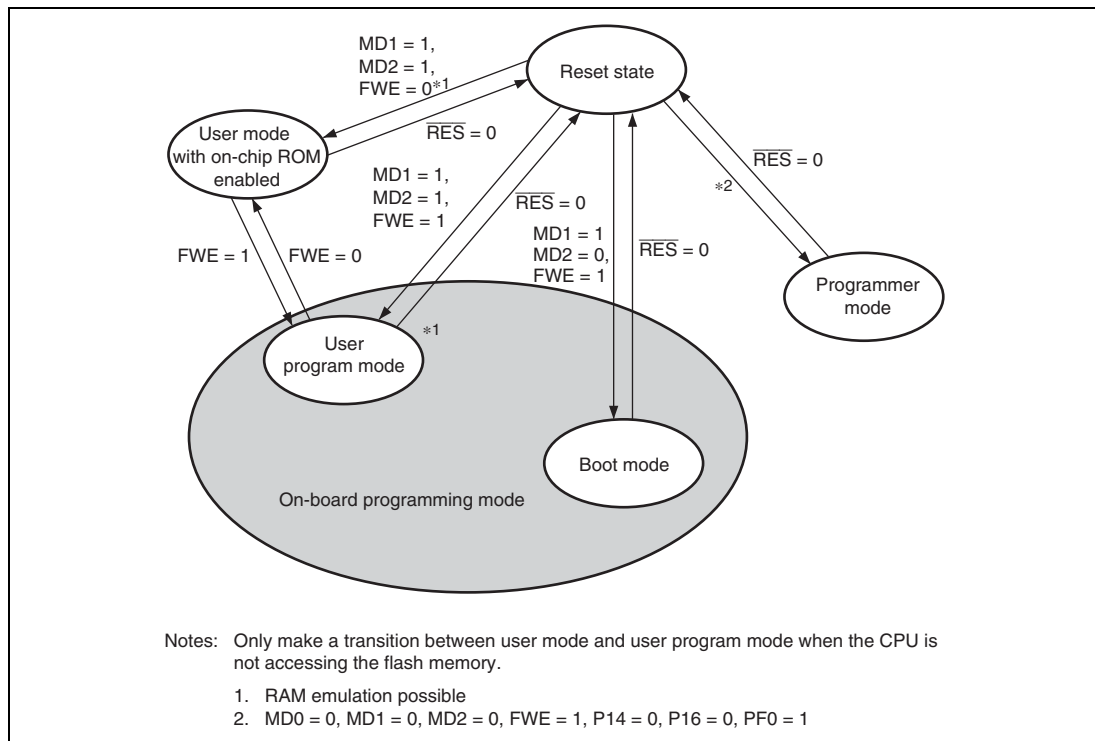 MD1 = 1,
MD2 = 1,
FWE = 0*1
Reset state
RES = 0
User mode
with on-chip ROM
enabled
MD1 = 1,
MD2 = 1,
FWE = 1
RES = 0
*2
RES = 0
MD1 = 1
MD2 = 0,
FWE = 1
RES = 0
FWE = 1
FWE = 0
Programmer
mode
*1
User
program mode
Boot mode
On-board programming mode
Notes: Only make a transition between user mode and user program mode when the CPU is
not accessing the flash memory.
1. RAM emulation possible
2. MD0 = 0, MD1 = 0, MD2 = 0, FWE = 1, P14 = 0, P16 = 0, PF0 = 1